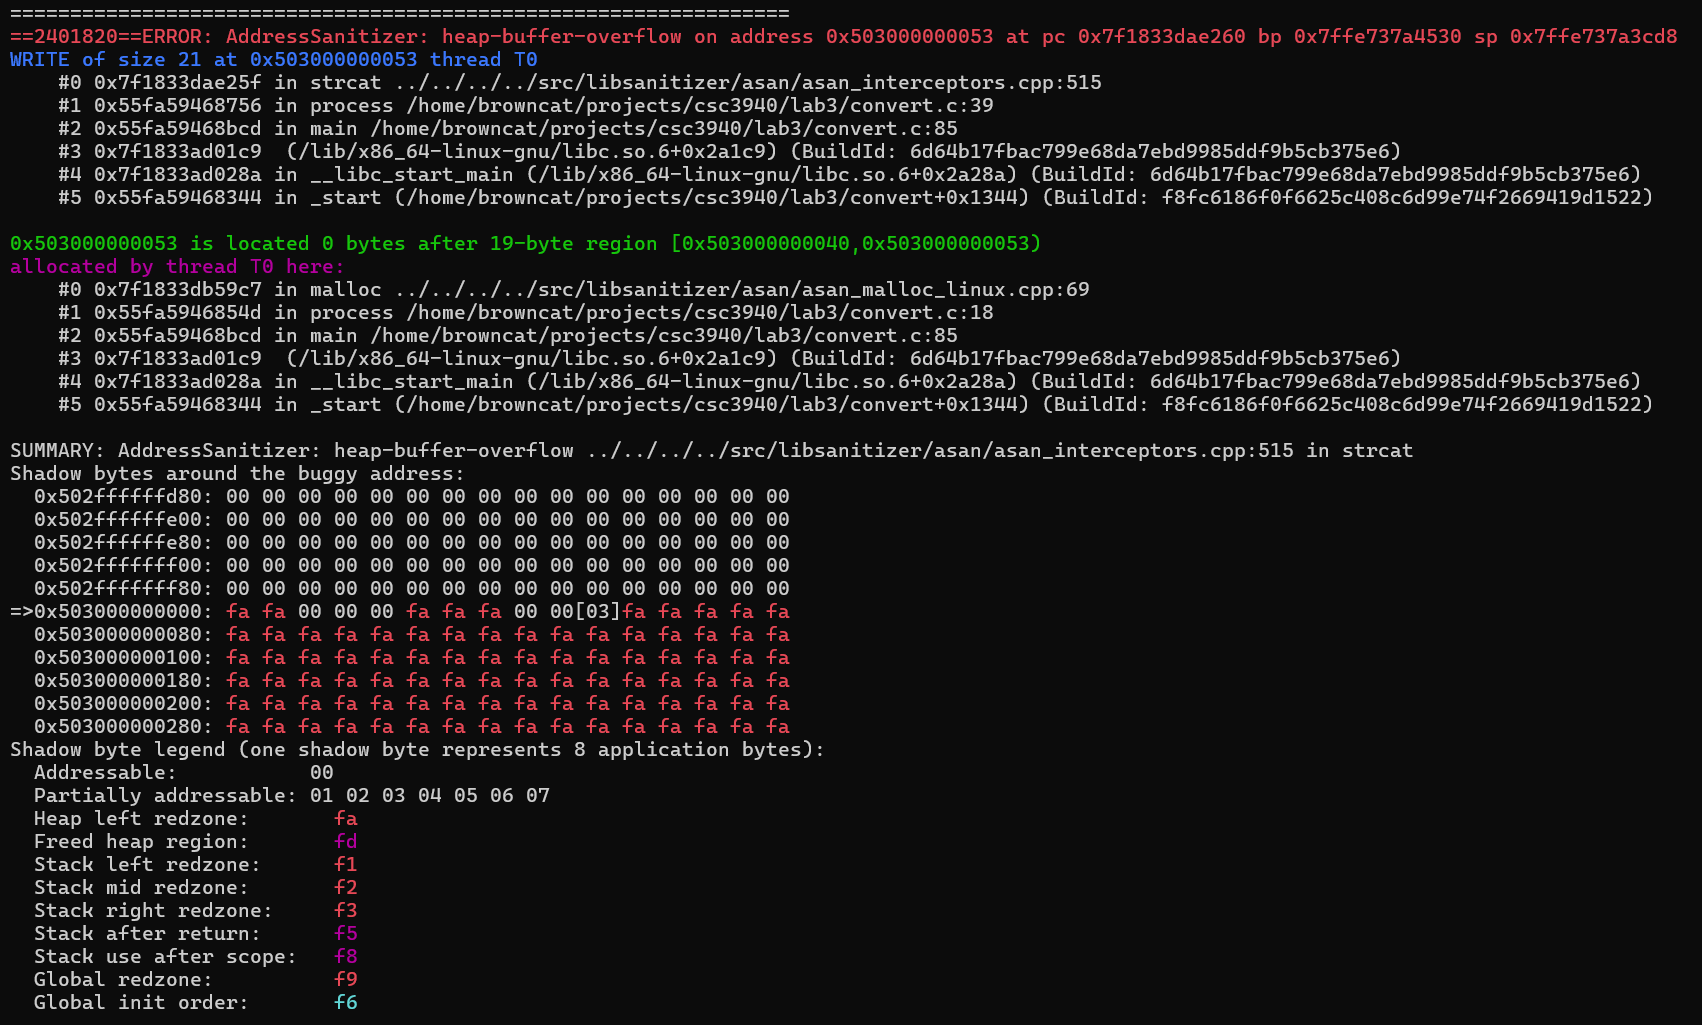 =================================================================
==2401820==ERROR: AddressSanitizer: heap-buffer-overflow on address 0x503000000053 at pc 0x7f1833dae260 bp 0x7ffe737a4530 sp 0x7ffe737a3cd8
WRITE of size 21 at 0x503000000053 thread T0
    #0 0x7f1833dae25f in strcat ../../../../src/libsanitizer/asan/asan_interceptors.cpp:515
    #1 0x55fa59468756 in process /home/browncat/projects/csc3940/lab3/convert.c:39
    #2 0x55fa59468bcd in main /home/browncat/projects/csc3940/lab3/convert.c:85
    #3 0x7f1833ad01c9  (/lib/x86_64-linux-gnu/libc.so.6+0x2a1c9) (BuildId: 6d64b17fbac799e68da7ebd9985ddf9b5cb375e6)
    #4 0x7f1833ad028a in __libc_start_main (/lib/x86_64-linux-gnu/libc.so.6+0x2a28a) (BuildId: 6d64b17fbac799e68da7ebd9985ddf9b5cb375e6)
    #5 0x55fa59468344 in _start (/home/browncat/projects/csc3940/lab3/convert+0x1344) (BuildId: f8fc6186f0f6625c408c6d99e74f2669419d1522)

0x503000000053 is located 0 bytes after 19-byte region [0x503000000040,0x503000000053)
allocated by thread T0 here:
    #0 0x7f1833db59c7 in malloc ../../../../src/libsanitizer/asan/asan_malloc_linux.cpp:69
    #1 0x55fa5946854d in process /home/browncat/projects/csc3940/lab3/convert.c:18
    #2 0x55fa59468bcd in main /home/browncat/projects/csc3940/lab3/convert.c:85
    #3 0x7f1833ad01c9  (/lib/x86_64-linux-gnu/libc.so.6+0x2a1c9) (BuildId: 6d64b17fbac799e68da7ebd9985ddf9b5cb375e6)
    #4 0x7f1833ad028a in __libc_start_main (/lib/x86_64-linux-gnu/libc.so.6+0x2a28a) (BuildId: 6d64b17fbac799e68da7ebd9985ddf9b5cb375e6)
    #5 0x55fa59468344 in _start (/home/browncat/projects/csc3940/lab3/convert+0x1344) (BuildId: f8fc6186f0f6625c408c6d99e74f2669419d1522)

SUMMARY: AddressSanitizer: heap-buffer-overflow ../../../../src/libsanitizer/asan/asan_interceptors.cpp:515 in strcat
Shadow bytes around the buggy address:
  0x502ffffffd80: 00 00 00 00 00 00 00 00 00 00 00 00 00 00 00 00
  0x502ffffffe00: 00 00 00 00 00 00 00 00 00 00 00 00 00 00 00 00
  0x502ffffffe80: 00 00 00 00 00 00 00 00 00 00 00 00 00 00 00 00
  0x502fffffff00: 00 00 00 00 00 00 00 00 00 00 00 00 00 00 00 00
  0x502fffffff80: 00 00 00 00 00 00 00 00 00 00 00 00 00 00 00 00
=>0x503000000000: fa fa 00 00 00 fa fa fa 00 00[03]fa fa fa fa fa
  0x503000000080: fa fa fa fa fa fa fa fa fa fa fa fa fa fa fa fa
  0x503000000100: fa fa fa fa fa fa fa fa fa fa fa fa fa fa fa fa
  0x503000000180: fa fa fa fa fa fa fa fa fa fa fa fa fa fa fa fa
  0x503000000200: fa fa fa fa fa fa fa fa fa fa fa fa fa fa fa fa
  0x503000000280: fa fa fa fa fa fa fa fa fa fa fa fa fa fa fa fa
Shadow byte legend (one shadow byte represents 8 application bytes):
  Addressable:           00
  Partially addressable: 01 02 03 04 05 06 07
  Heap left redzone:       fa
  Freed heap region:       fd
  Stack left redzone:      f1
  Stack mid redzone:       f2
  Stack right redzone:     f3
  Stack after return:      f5
  Stack use after scope:   f8
  Global redzone:          f9
  Global init order:       f6